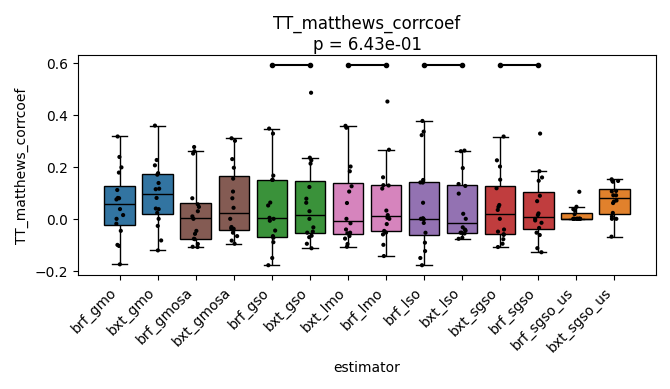 TT_matthews_corrcoef
p = 6.43e-01
TT_matthews_corrcoef
0.6
0.4
0.2
0.0
−0.2
brf_gmo
bxt_gmo
brf_gmosa
bxt_gmosa
brf_gso
bxt_gso
bxt_lmo
brf_lmo
brf_lso
bxt_lso
bxt_sgso
brf_sgso
brf_sgso_us
bxt_sgso_us
estimator